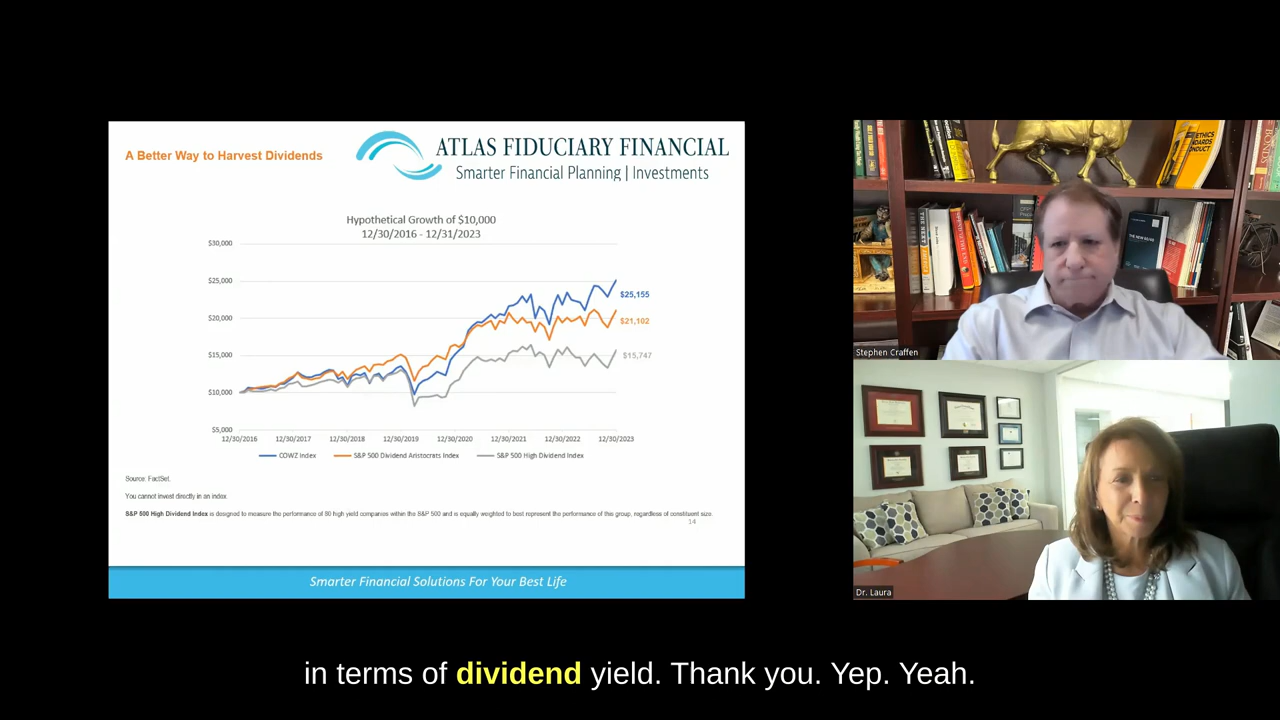 A Better Way to Harvest Dividends
ATLAS FIDUCIARY FINANCIAL
Smarter Financial Planning | Investments
Hypothetical Growth of $10,000
12/30/2016 - 12/31/2023
$30,000
$25,000
$20,000
$15,000
$10,000
$5,000
$25,155
$21,102
$15,747
12/30/2016 12/30/2017 12/30/2018 12/30/2019 12/30/2020 12/30/2021 12/30/2022 12/30/2023
COWZ Index S&P 500 Dividend Aristocrats Index S&P 500 High Dividend Index
Source: FactSet.
You cannot invest directly in an index
S&P 500 High Dividend Index is designed to measure the performance of 80 high yield companies within the S&P 500 and is equally weighted to best represent the performance of this group, regardless of constituent size.
14
Smarter Financial Solutions For Your Best Life
ETHICS
Stephen Craffen
Dr. Laura
in terms of dividend yield. Thank you. Yep. Yeah.